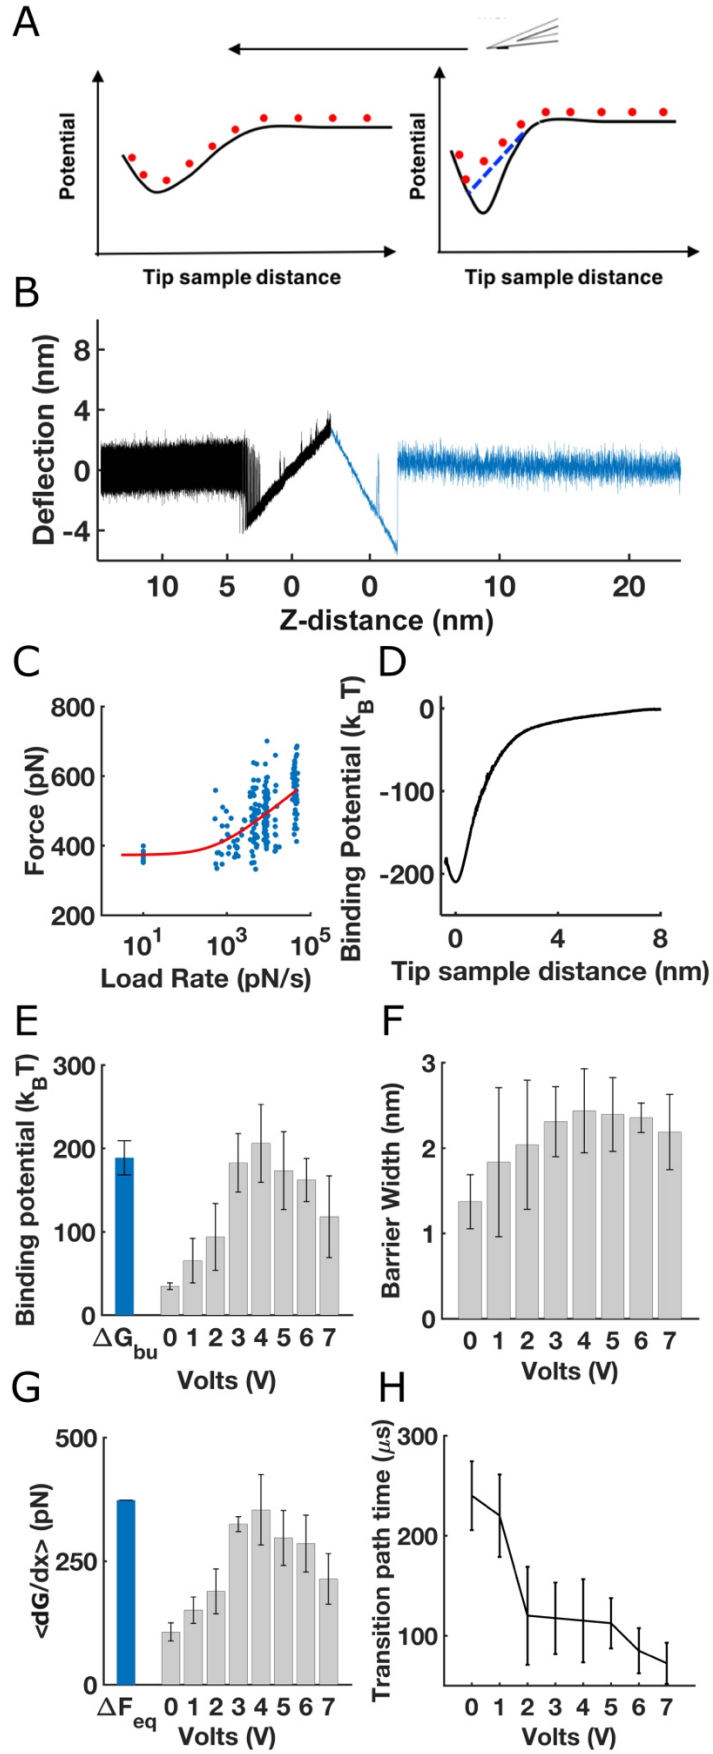 A
Potential
Tip sample distance
Potential
Tip sample distance
B
Deflection (nm)
8
4
0
-4
10 5 0 0 10 20
Z-distance (nm)
C
Force (pN)
800
600
400
200
10^1 10^3 10^5
Load Rate (pN/s)
D
Binding Potential (k_BT)
0
-100
-200
0 4 8
Tip sample distance (nm)
E
Binding potential (k_BT)
300
200
100
0
ΔG_bu 0 1 2 3 4 5 6 7
Volts (V)
F
Barrier Width (nm)
3
2
1
0
0 1 2 3 4 5 6 7
Volts (V)
G
<dG/dx> (pN)
500
250
0
ΔF_eq 0 1 2 3 4 5 6 7
Volts (V)
H
Transition path time (μs)
300
200
100
0 1 2 3 4 5 6 7
Volts (V)